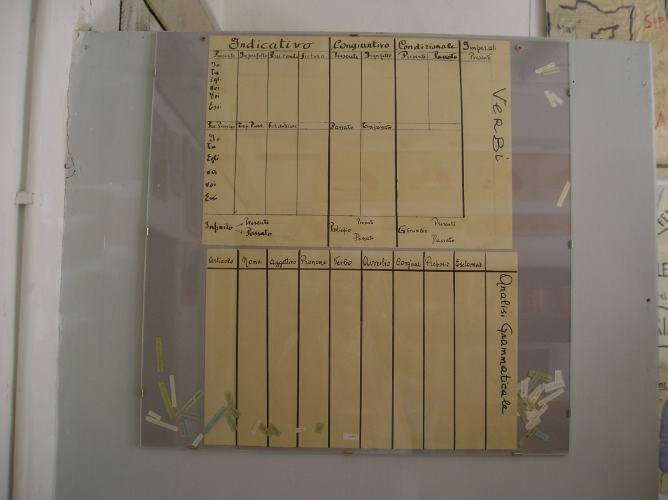 Indicativo Congiuntivo Condizionale Imperat.
Presente Imperfetto Pass. remoto Futuro Presente Imperfetto Presente Passato Presente
Io
Tu
Egli
noi
Voi
Essi
VERBI
Passato Trapassato
Io
Tu
Egli
noi
voi
Essi
Infinito Presente
Passato
Participio Presente
Passato
Gerundio Presente
Passato
Articolo Nome Aggettivo Pronome Verbo Avverbio Congiunz. Preposiz. Esclamaz.
Analisi Grammaticale